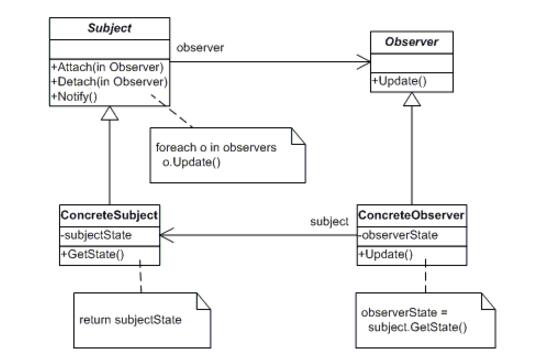 Subject
observer
Observer
+Attach(in Observer)
+Detach(in Observer)
+Notify()
+Update()
foreach o in observers
o.Update()
ConcreteSubject
-subjectState
+GetState()
subject
ConcreteObserver
-observerState
+Update()
return subjectState
observerState =
subject.GetState()